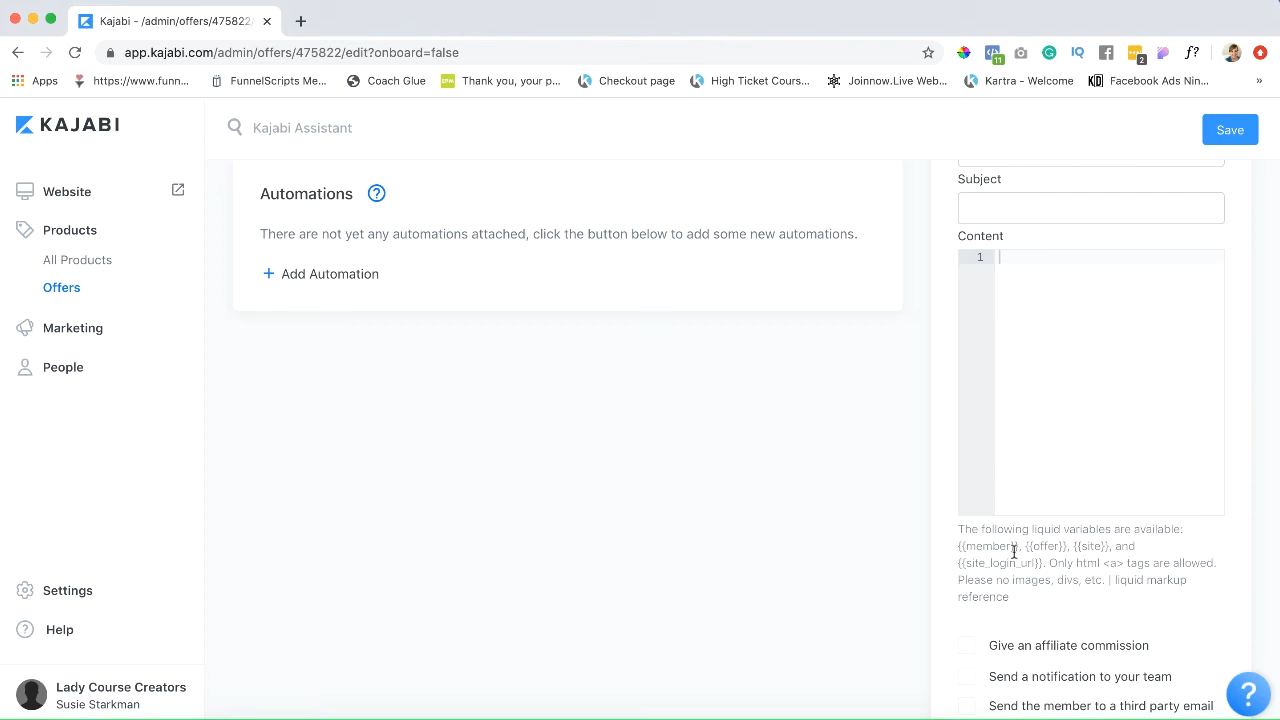 Kajabi - /admin/offers/475822/
app.kajabi.com/admin/offers/475822/edit?onboard=false
11
2
f?
Apps
https://www.funn...
FunnelScripts Me...
Coach Glue
Thank you, your p...
Checkout page
High Ticket Cours...
Joinnow.Live Web...
Kartra - Welcome
Facebook Ads Nin...
»
KAJABI
Kajabi Assistant
Save
Website
Products
All Products
Offers
Marketing
People
Settings
Help
Lady Course Creators
Susie Starkman
Automations
There are not yet any automations attached, click the button below to add some new automations.
+ Add Automation
Subject
Content
1
The following liquid variables are available:
{{member}}, {{offer}}, {{site}}, and
{{site_login_url}}. Only html <a> tags are allowed.
Please no images, divs, etc. | liquid markup
reference
Give an affiliate commission
Send a notification to your team
Send the member to a third party email